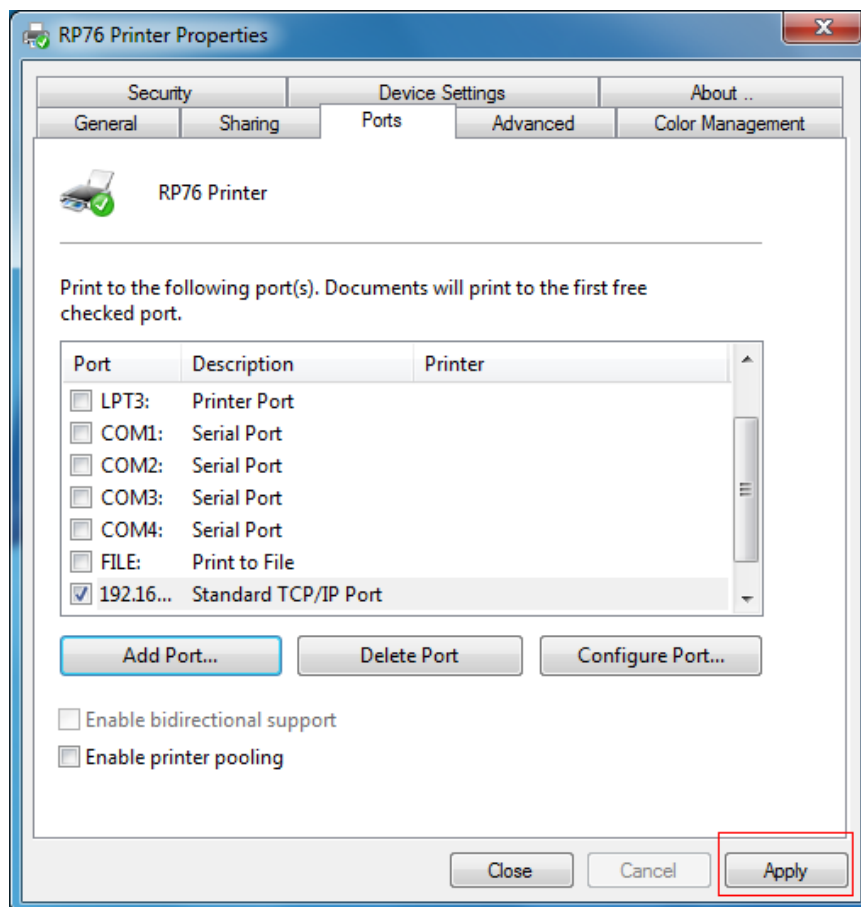 RP76 Printer Properties
x
Security Device Settings About ..
General Sharing Ports Advanced Color Management
RP76 Printer
Print to the following port(s). Documents will print to the first free
checked port.
Port Description Printer
LPT3: Printer Port
COM1: Serial Port
COM2: Serial Port
COM3: Serial Port
COM4: Serial Port
FILE: Print to File
192.16... Standard TCP/IP Port
Add Port... Delete Port Configure Port...
Enable bidirectional support
Enable printer pooling
Close Cancel Apply